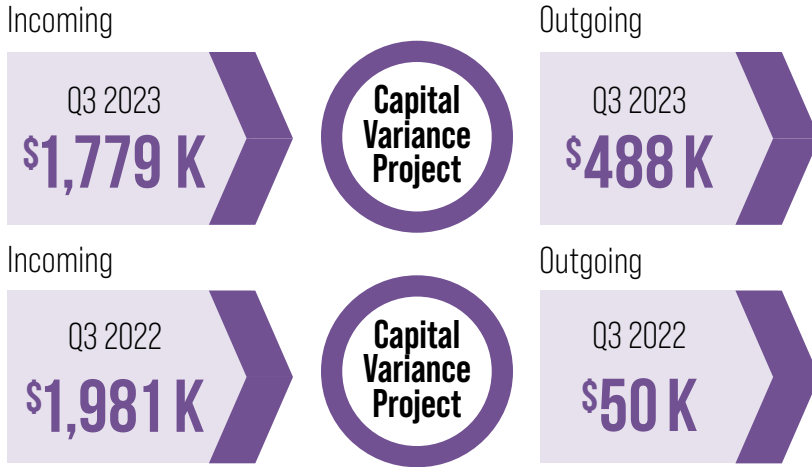 Incoming
Q3 2023
$1,779 K
Capital
Variance
Project
Outgoing
Q3 2023
$488 K
Incoming
Q3 2022
$1,981 K
Capital
Variance
Project
Outgoing
Q3 2022
$50 K